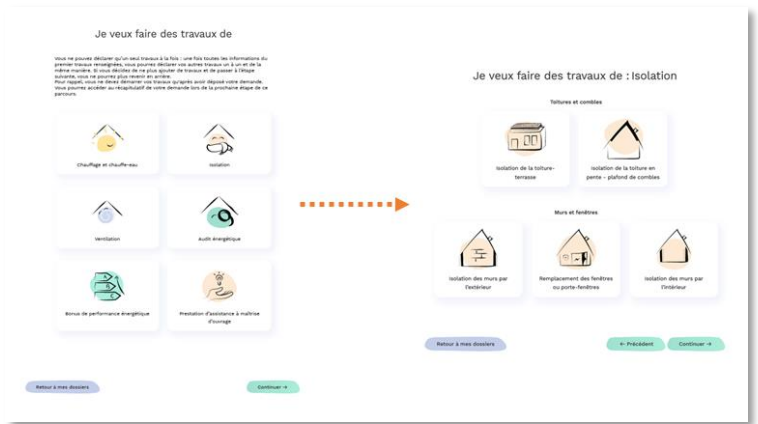 Je veux faire des travaux de
Vous ne pouvez déclarer qu'un seul travaux à la fois : une fois toutes les informations du
premier travaux renseignées, vous pourrez déclarer vos autres travaux un à un et de la
même manière. Si vous décidez de ne plus ajouter de travaux et de passer à l'étape
suivante, vous ne pourrez plus revenir en arrière.
Pour rappel, vous ne devez démarrer vos travaux qu'après avoir déposé votre demande.
Vous pourrez accéder au récapitulatif de votre demande lors de la prochaine étape de ce
parcours.
Chauffage et chauffe-eau
Isolation
Ventilation
Audit énergétique
Bonus de performance énergétique
Prestation d'assistance à maîtrise
d'ouvrage
Retour à mes dossiers
Continuer →
Je veux faire des travaux de : Isolation
Toitures et combles
Isolation de la toiture-
terrasse
Isolation de la toiture en
pente - plafond de combles
Murs et fenêtres
Isolation des murs par
l'extérieur
Remplacement des fenêtres
ou porte-fenêtres
Isolation des murs par
l'intérieur
Retour à mes dossiers
← Précédent
Continuer →